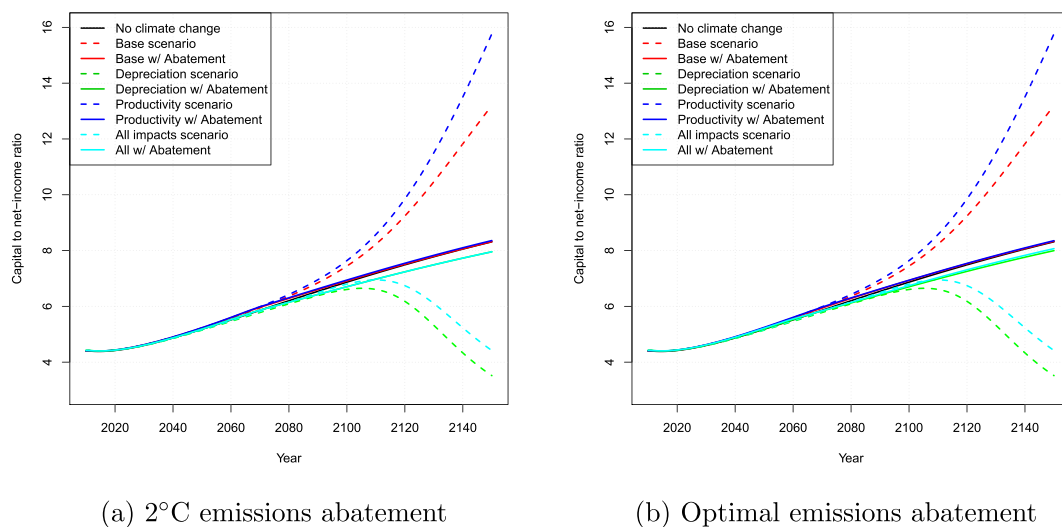 No climate change
Base scenario
Base w/ Abatement
Depreciation scenario
Depreciation w/ Abatement
Productivity scenario
Productivity w/ Abatement
All impacts scenario
All w/ Abatement
Capital to net−income ratio
16
14
12
10
8
6
4
2020 2040 2060 2080 2100 2120 2140
Year
(a) 2°C emissions abatement
No climate change
Base scenario
Base w/ Abatement
Depreciation scenario
Depreciation w/ Abatement
Productivity scenario
Productivity w/ Abatement
All impacts scenario
All w/ Abatement
Capital to net−income ratio
16
14
12
10
8
6
4
2020 2040 2060 2080 2100 2120 2140
Year
(b) Optimal emissions abatement